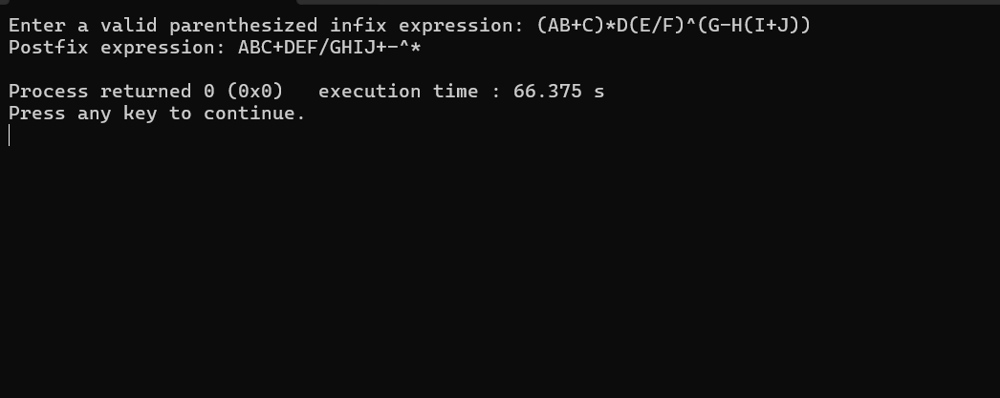 Enter a valid parenthesized infix expression: (AB+C)*D(E/F)^(G-H(I+J))
Postfix expression: ABC+DEF/GHIJ+-^*
Process returned 0 (0x0)   execution time : 66.375 s
Press any key to continue.